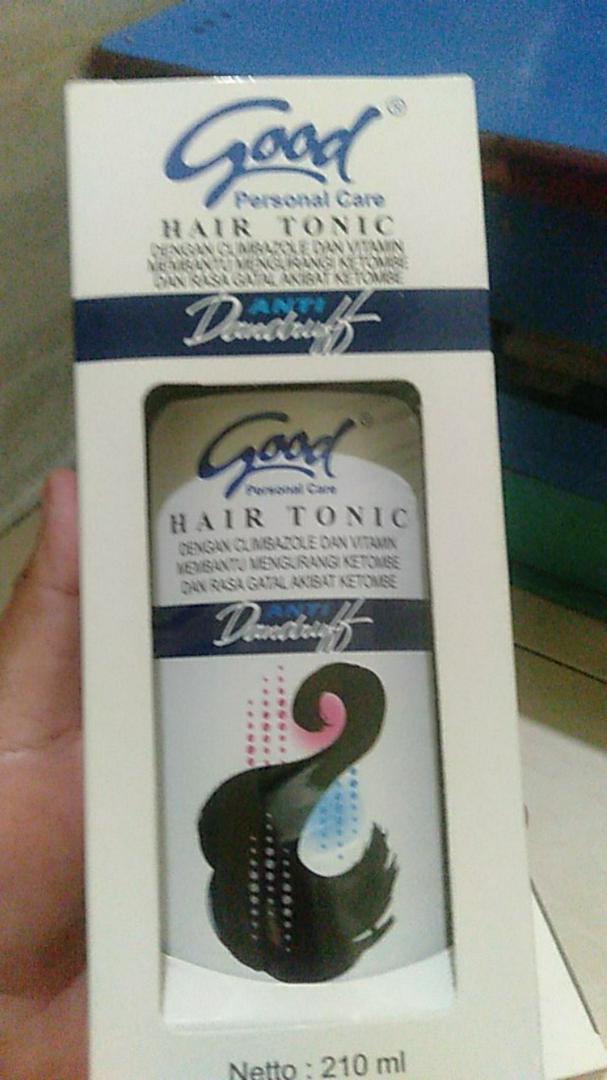 Good ®
Personal Care
HAIR TONIC
DENGAN CLIMBAZOLE DAN VITAMIN
MEMBANTU MENGURANGI KETOMBE
DAN RASA GATAL AKIBAT KETOMBE
ANTI
Dandruff
Good
Personal Care
HAIR TONIC
DENGAN CLIMBAZOLE DAN VITAMIN
MEMBANTU MENGURANGI KETOMBE
DAN RASA GATAL AKIBAT KETOMBE
ANTI
Dandruff
Netto : 210 ml